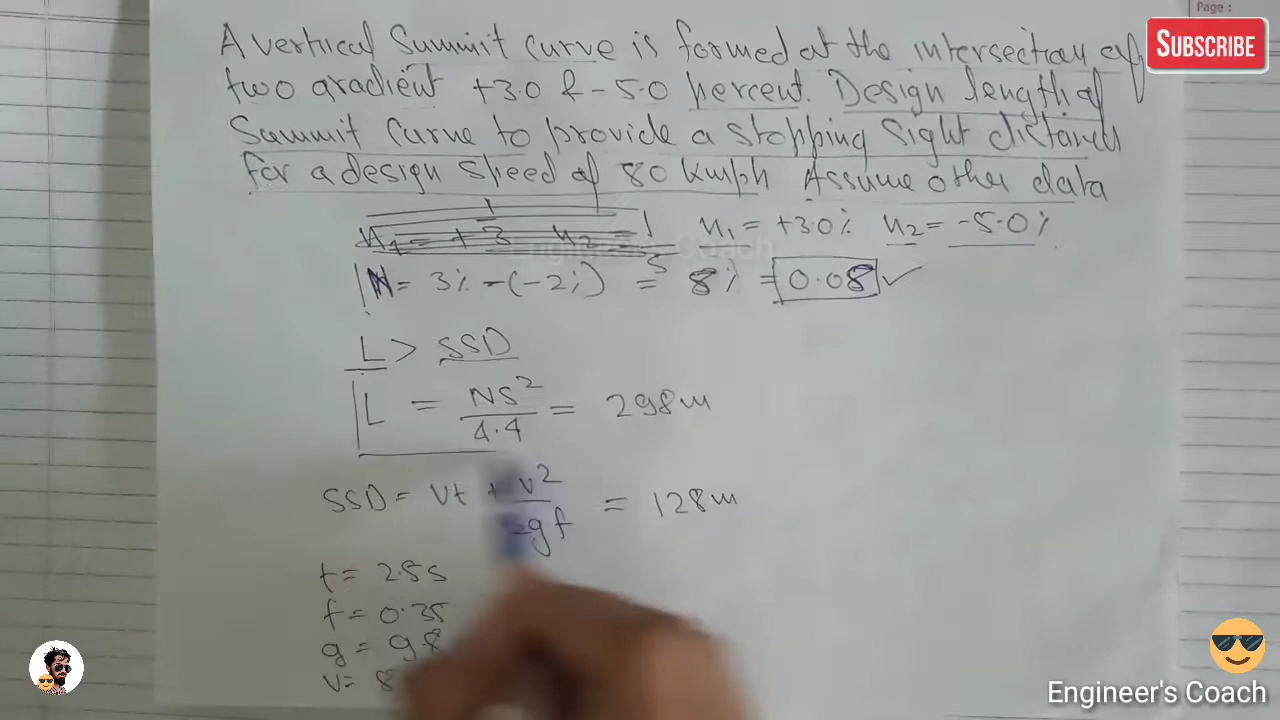 Page :
SUBSCRIBE
A vertical Summit curve is formed at the intersection of
two gradient +3.0 & -5.0 percent. Design length of
Summit Curve to provide a stopping Sight distance
for a design speed of 80 kmph Assume other data
n₁ = +3.0% n₂ = -5.0%
N = 3% -(-2%) = 8% = 0.08 ✓
L > SSD
L = NS²/4.4 = 298m
SSD = Vt + v²/2gf = 128m
t = 2.5s
f = 0.35
g = 9.8
v = 8
Engineer's Coach